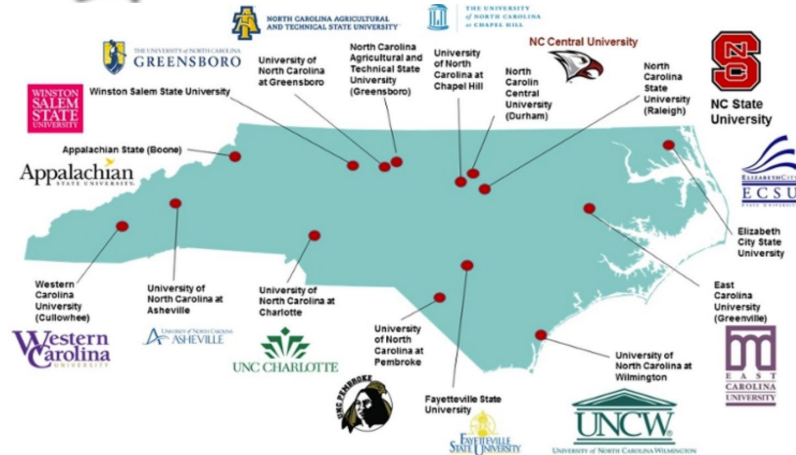 NORTH CAROLINA AGRICULTURAL
AND TECHNICAL STATE UNIVERSITY
THE UNIVERSITY
of NORTH CAROLINA
at CHAPEL HILL
THE UNIVERSITY of NORTH CAROLINA
GREENSBORO
University of
North Carolina
at Greensboro
North Carolina
Agricultural and
Technical State
University
(Greensboro)
University
of North
Carolina at
Chapel Hill
NC Central University
North
Carolin
Central
University
(Durham)
North
Carolina
State
University
(Raleigh)
NC
S
NC State
University
WINSTON
SALEM
STATE
UNIVERSITY
Winston Salem State University
Appalachian State (Boone)
Appalachian
STATE UNIVERSITY
ELIZABETH CITY
ECSU
STATE UNIVERSITY
Elizabeth
City State
University
Western
Carolina
University
(Cullowhee)
University of
North Carolina at
Asheville
University of
North Carolina at
Charlotte
University
of North
Carolina at
Pembroke
Fayetteville State
University
University of
North Carolina at
Wilmington
East
Carolina
University
(Greenville)
Western
Carolina
UNIVERSITY
UNIVERSITY OF NORTH CAROLINA
ASHEVILLE
UNC CHARLOTTE
UNC PEMBROKE
FAYETTEVILLE
STATE UNIVERSITY
UNCW
UNIVERSITY OF NORTH CAROLINA WILMINGTON
EAST
CAROLINA
UNIVERSITY